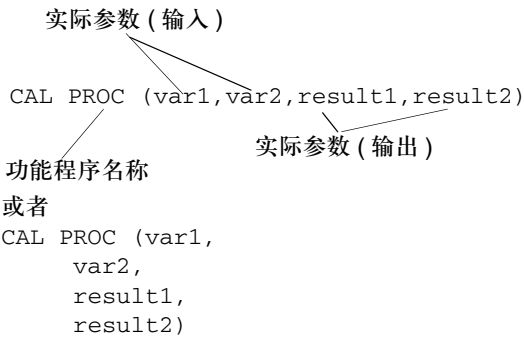 实际参数 ( 输入 )
CAL PROC (var1,var2,result1,result2)
实际参数 ( 输出 )
功能程序名称
或者
CAL PROC (var1,
var2,
result1,
result2)